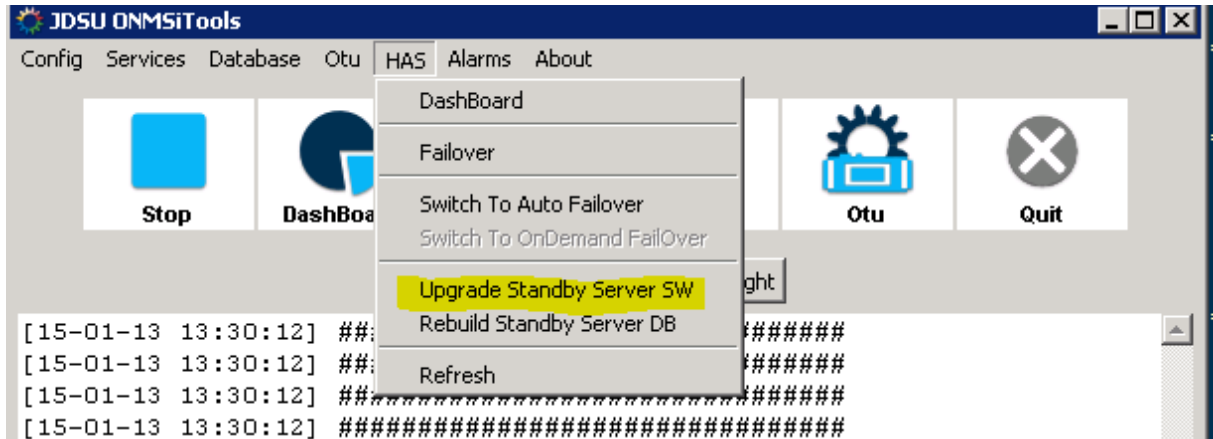 JDSU ONMSiTools
Config Services Database Otu HAS Alarms About
DashBoard
Failover
Switch To Auto Failover
Switch To OnDemand FailOver
Upgrade Standby Server SW
Rebuild Standby Server DB
Refresh
Stop DashBoa Otu Quit
ght
[15-01-13 13:30:12] ## #######
[15-01-13 13:30:12] ## #######
[15-01-13 13:30:12] ################################
[15-01-13 13:30:12] ################################